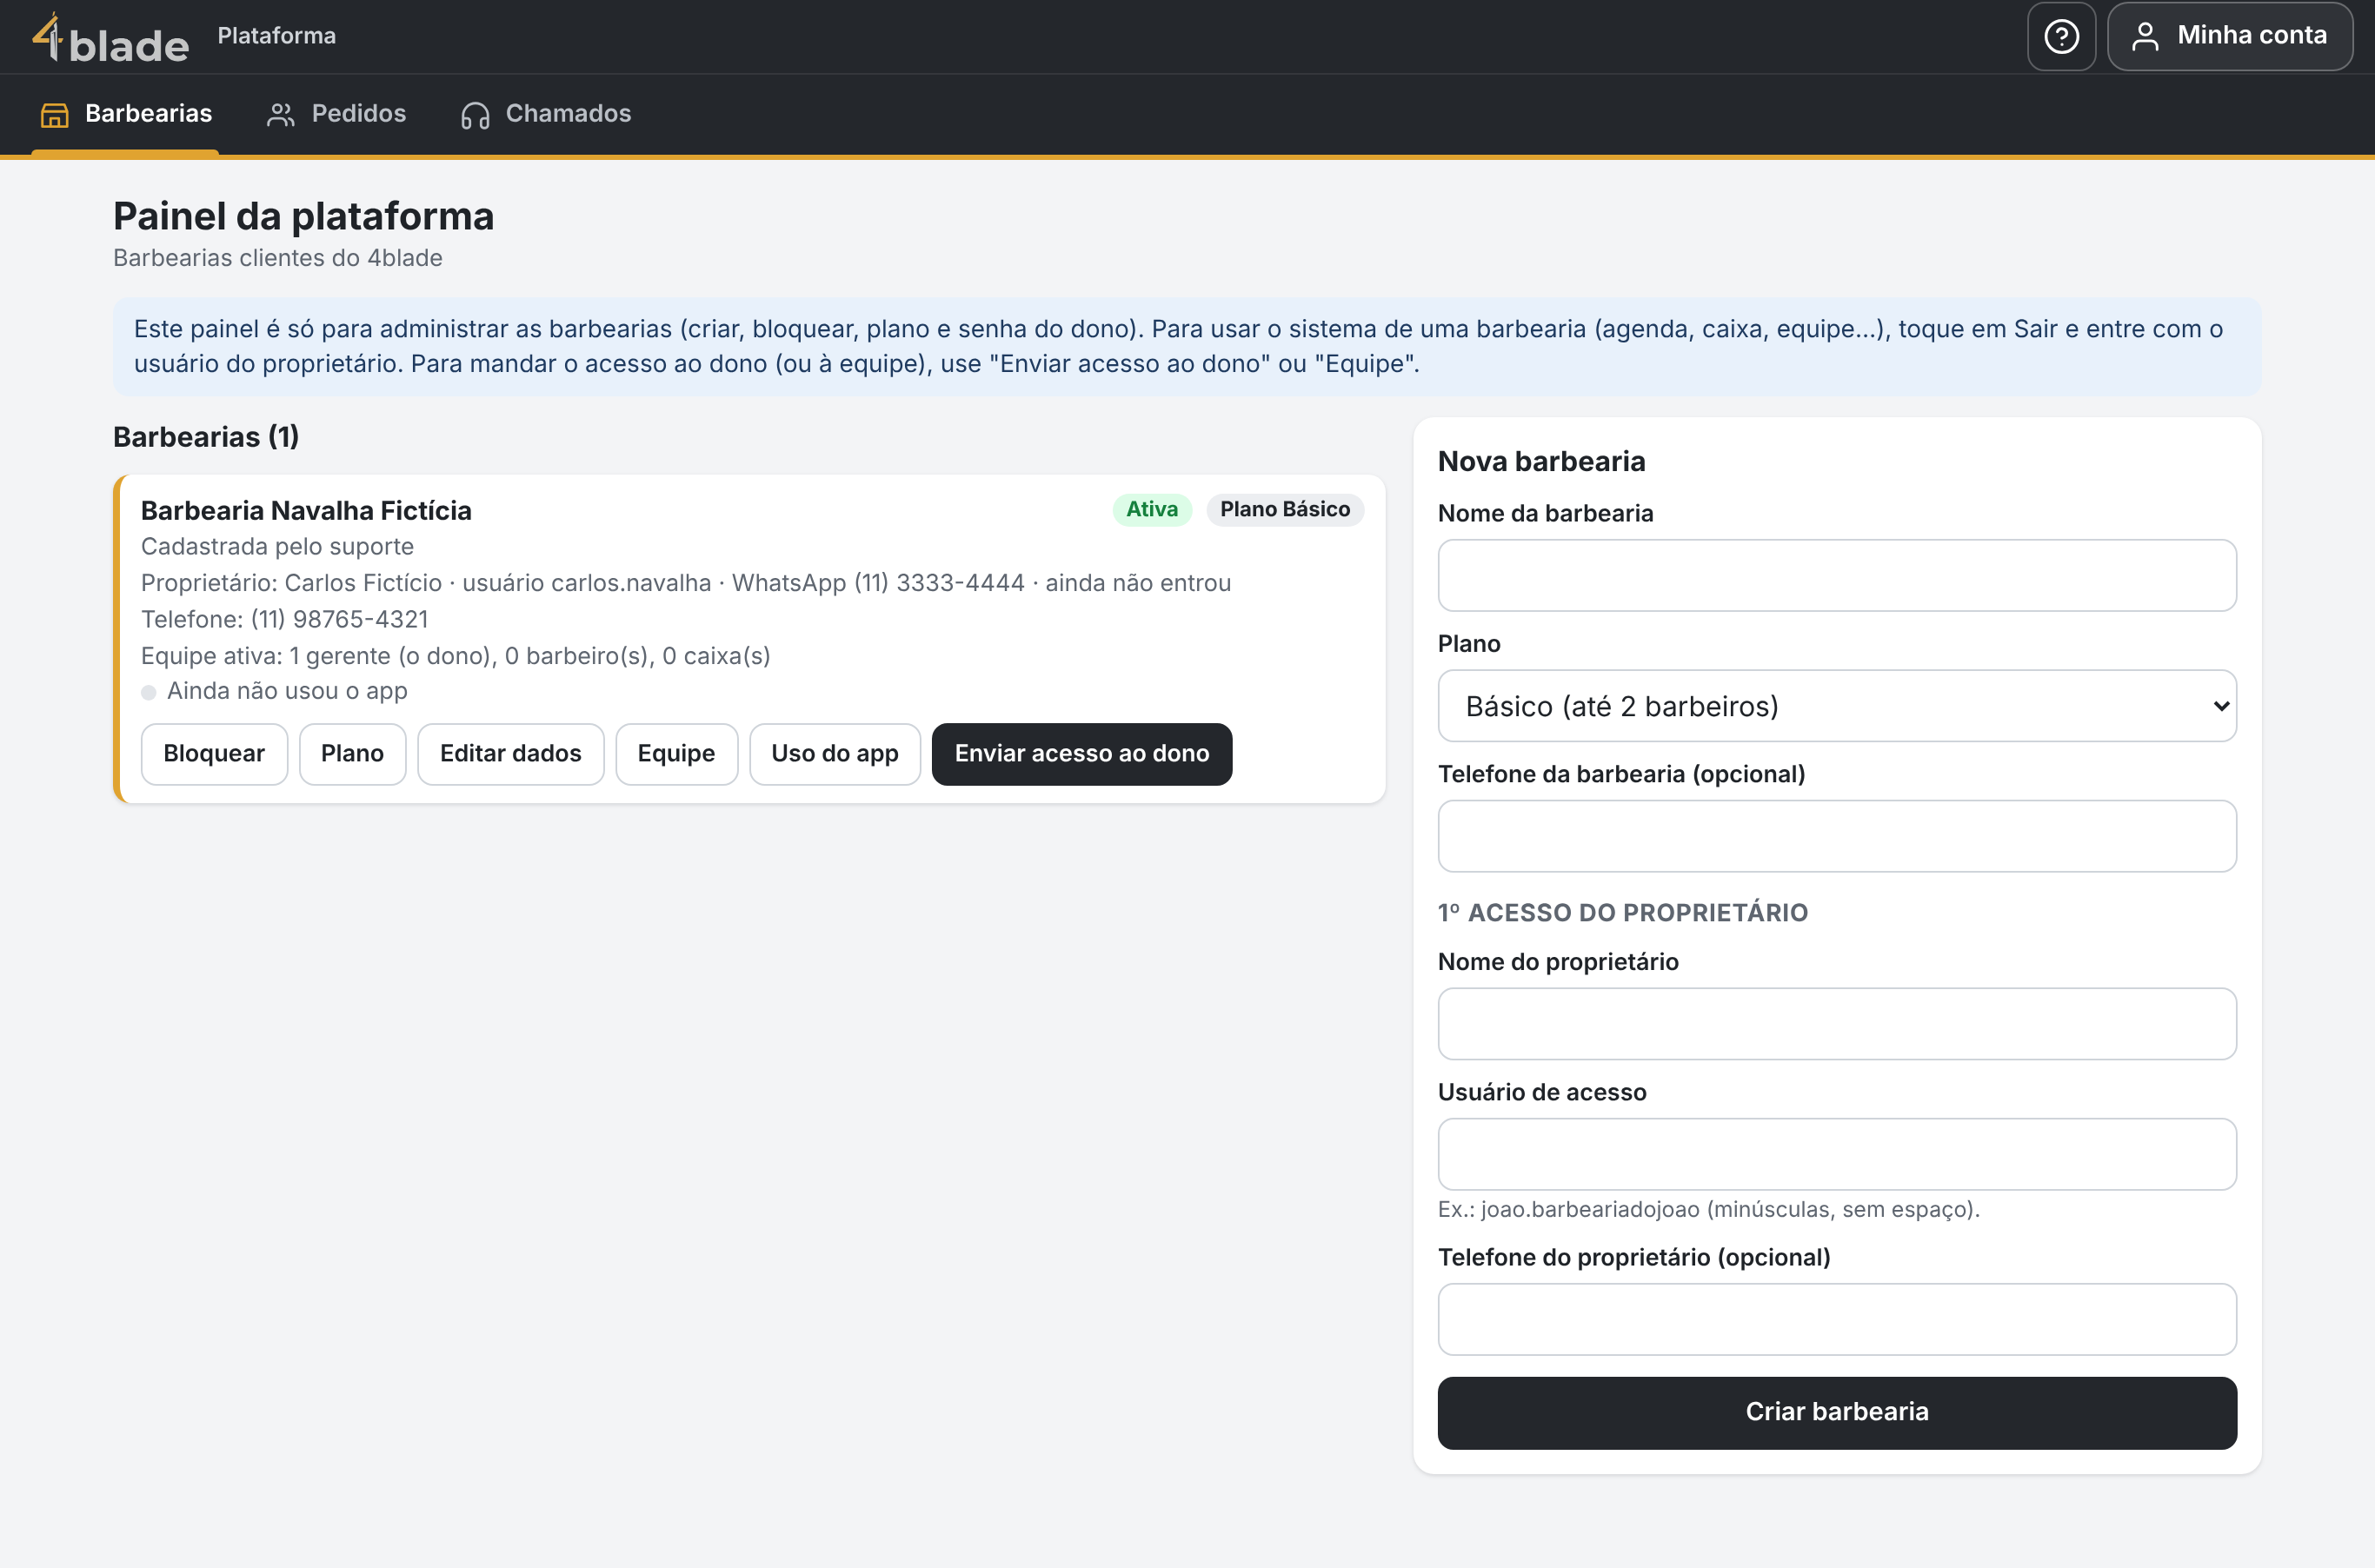 4blade
Plataforma
Minha conta
Barbearias
Pedidos
Chamados
Painel da plataforma
Barbearias clientes do 4blade
Este painel é só para administrar as barbearias (criar, bloquear, plano e senha do dono). Para usar o sistema de uma barbearia (agenda, caixa, equipe...), toque em Sair e entre com o
usuário do proprietário. Para mandar o acesso ao dono (ou à equipe), use "Enviar acesso ao dono" ou "Equipe".
Barbearias (1)
Barbearia Navalha Fictícia
Ativa
Plano Básico
Cadastrada pelo suporte
Proprietário: Carlos Fictício · usuário carlos.navalha · WhatsApp (11) 3333-4444 · ainda não entrou
Telefone: (11) 98765-4321
Equipe ativa: 1 gerente (o dono), 0 barbeiro(s), 0 caixa(s)
Ainda não usou o app
Bloquear
Plano
Editar dados
Equipe
Uso do app
Enviar acesso ao dono
Nova barbearia
Nome da barbearia
Plano
Básico (até 2 barbeiros)
Telefone da barbearia (opcional)
1º ACESSO DO PROPRIETÁRIO
Nome do proprietário
Usuário de acesso
Ex.: joao.barbeariadojoao (minúsculas, sem espaço).
Telefone do proprietário (opcional)
Criar barbearia